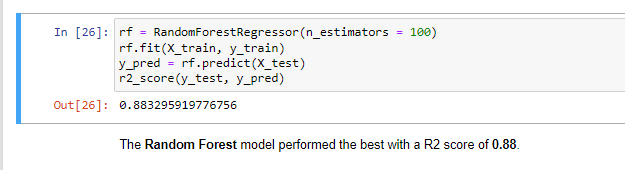 In [26]: rf = RandomForestRegressor(n_estimators = 100)
rf.fit(X_train, y_train)
y_pred = rf.predict(X_test)
r2_score(y_test, y_pred)
Out[26]: 0.883295919776756
The Random Forest model performed the best with a R2 score of 0.88.